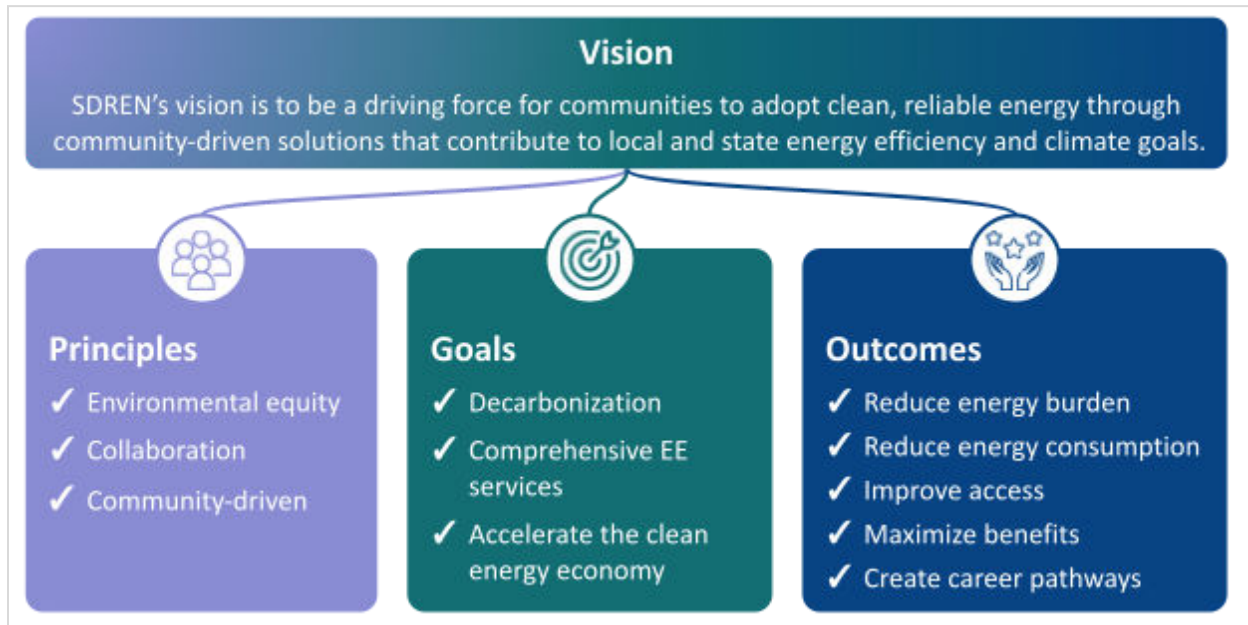 Vision
SDREN’s vision is to be a driving force for communities to adopt clean, reliable energy through
community-driven solutions that contribute to local and state energy efficiency and climate goals.
Principles
✓ Environmental equity
✓ Collaboration
✓ Community-driven
Goals
✓ Decarbonization
✓ Comprehensive EE
services
✓ Accelerate the clean
energy economy
Outcomes
✓ Reduce energy burden
✓ Reduce energy consumption
✓ Improve access
✓ Maximize benefits
✓ Create career pathways